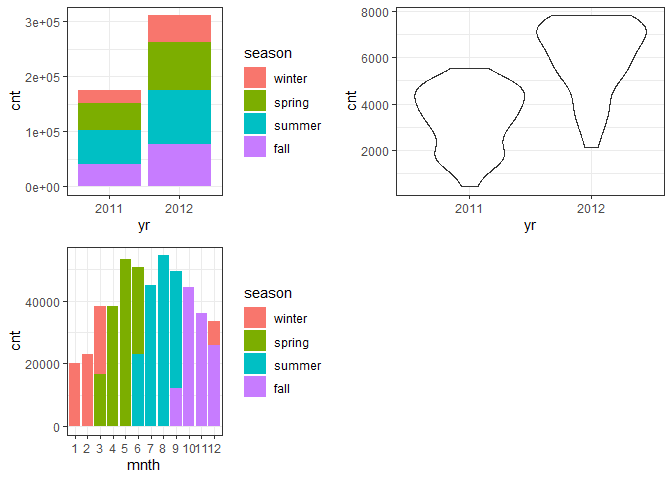 3e+05
2e+05
1e+05
0e+00
cnt
2011
2012
yr
season
winter
spring
summer
fall
8000
6000
4000
2000
cnt
2011
2012
yr
40000
20000
0
cnt
1 2 3 4 5 6 7 8 9 10 11 12
mnth
season
winter
spring
summer
fall